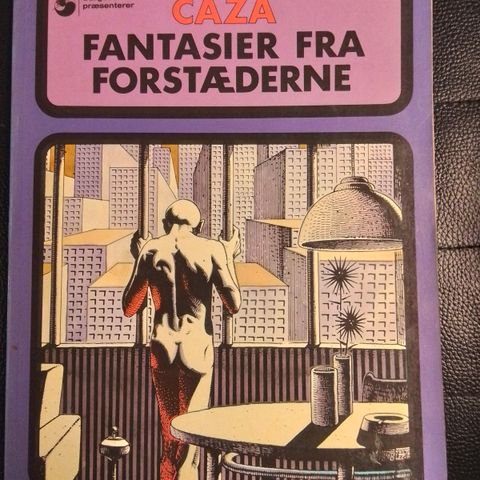 præsenterer
CAZA
FANTASIER FRA
FORSTÆDERNE